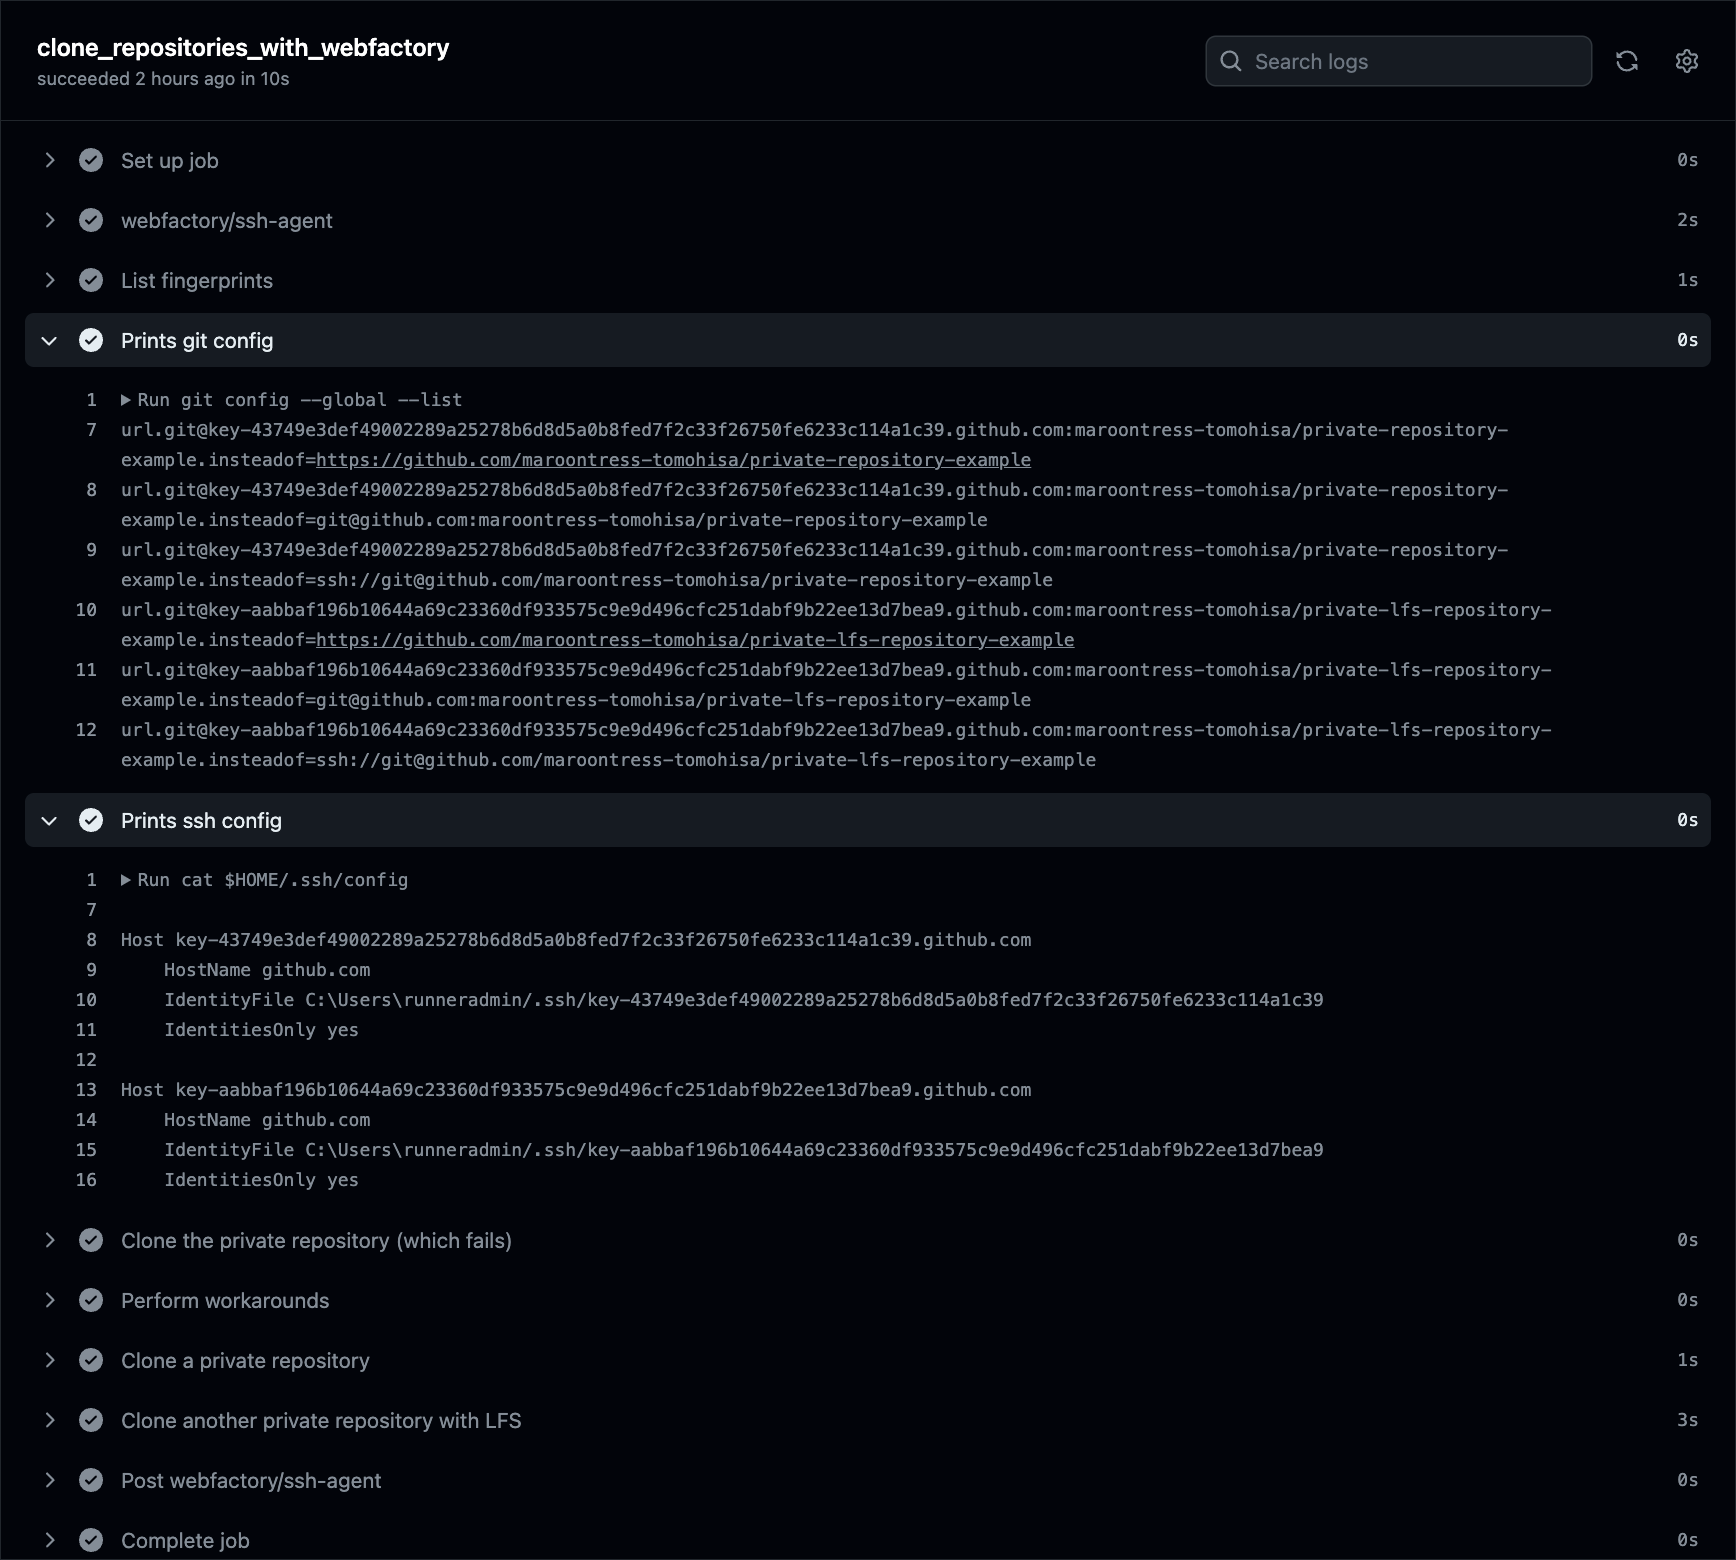 clone_repositories_with_webfactory
succeeded 2 hours ago in 10s
Search logs
Set up job 0s
webfactory/ssh-agent 2s
List fingerprints 1s
Prints git config 0s
1 Run git config --global --list
7 url.git@key-43749e3def49002289a25278b6d8d5a0b8fed7f2c33f26750fe6233c114a1c39.github.com:maroontress-tomohisa/private-repository-
example.insteadof=https://github.com/maroontress-tomohisa/private-repository-example
8 url.git@key-43749e3def49002289a25278b6d8d5a0b8fed7f2c33f26750fe6233c114a1c39.github.com:maroontress-tomohisa/private-repository-
example.insteadof=git@github.com:maroontress-tomohisa/private-repository-example
9 url.git@key-43749e3def49002289a25278b6d8d5a0b8fed7f2c33f26750fe6233c114a1c39.github.com:maroontress-tomohisa/private-repository-
example.insteadof=ssh://git@github.com/maroontress-tomohisa/private-repository-example
10 url.git@key-aabbaf196b10644a69c23360df933575c9e9d496cfc251dabf9b22ee13d7bea9.github.com:maroontress-tomohisa/private-lfs-repository-
example.insteadof=https://github.com/maroontress-tomohisa/private-lfs-repository-example
11 url.git@key-aabbaf196b10644a69c23360df933575c9e9d496cfc251dabf9b22ee13d7bea9.github.com:maroontress-tomohisa/private-lfs-repository-
example.insteadof=git@github.com:maroontress-tomohisa/private-lfs-repository-example
12 url.git@key-aabbaf196b10644a69c23360df933575c9e9d496cfc251dabf9b22ee13d7bea9.github.com:maroontress-tomohisa/private-lfs-repository-
example.insteadof=ssh://git@github.com/maroontress-tomohisa/private-lfs-repository-example
Prints ssh config 0s
1 Run cat $HOME/.ssh/config
7
8 Host key-43749e3def49002289a25278b6d8d5a0b8fed7f2c33f26750fe6233c114a1c39.github.com
9 HostName github.com
10 IdentityFile C:\Users\runneradmin/.ssh/key-43749e3def49002289a25278b6d8d5a0b8fed7f2c33f26750fe6233c114a1c39
11 IdentitiesOnly yes
12
13 Host key-aabbaf196b10644a69c23360df933575c9e9d496cfc251dabf9b22ee13d7bea9.github.com
14 HostName github.com
15 IdentityFile C:\Users\runneradmin/.ssh/key-aabbaf196b10644a69c23360df933575c9e9d496cfc251dabf9b22ee13d7bea9
16 IdentitiesOnly yes
Clone the private repository (which fails) 0s
Perform workarounds 0s
Clone a private repository 1s
Clone another private repository with LFS 3s
Post webfactory/ssh-agent 0s
Complete job 0s